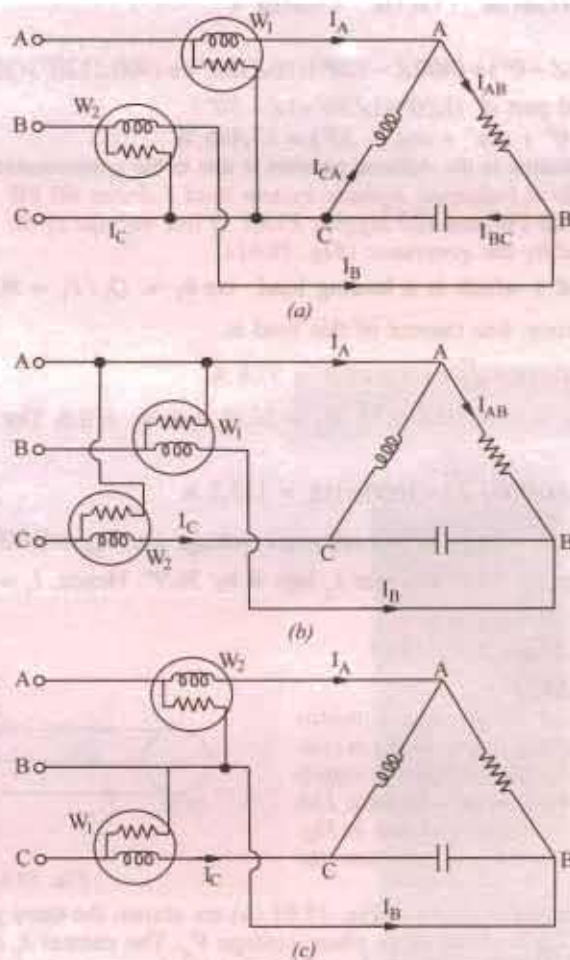 W₁ I_A A
A
I_AB
W₂
B
I_CA
C I_C C I_BC B
I_B
(a)
A I_A A
I_AB
B W₁
I_C
C W₂ C B
I_B
(b)
W₂ I_A A
A
B
W₁
C I_C C B
I_B
(c)